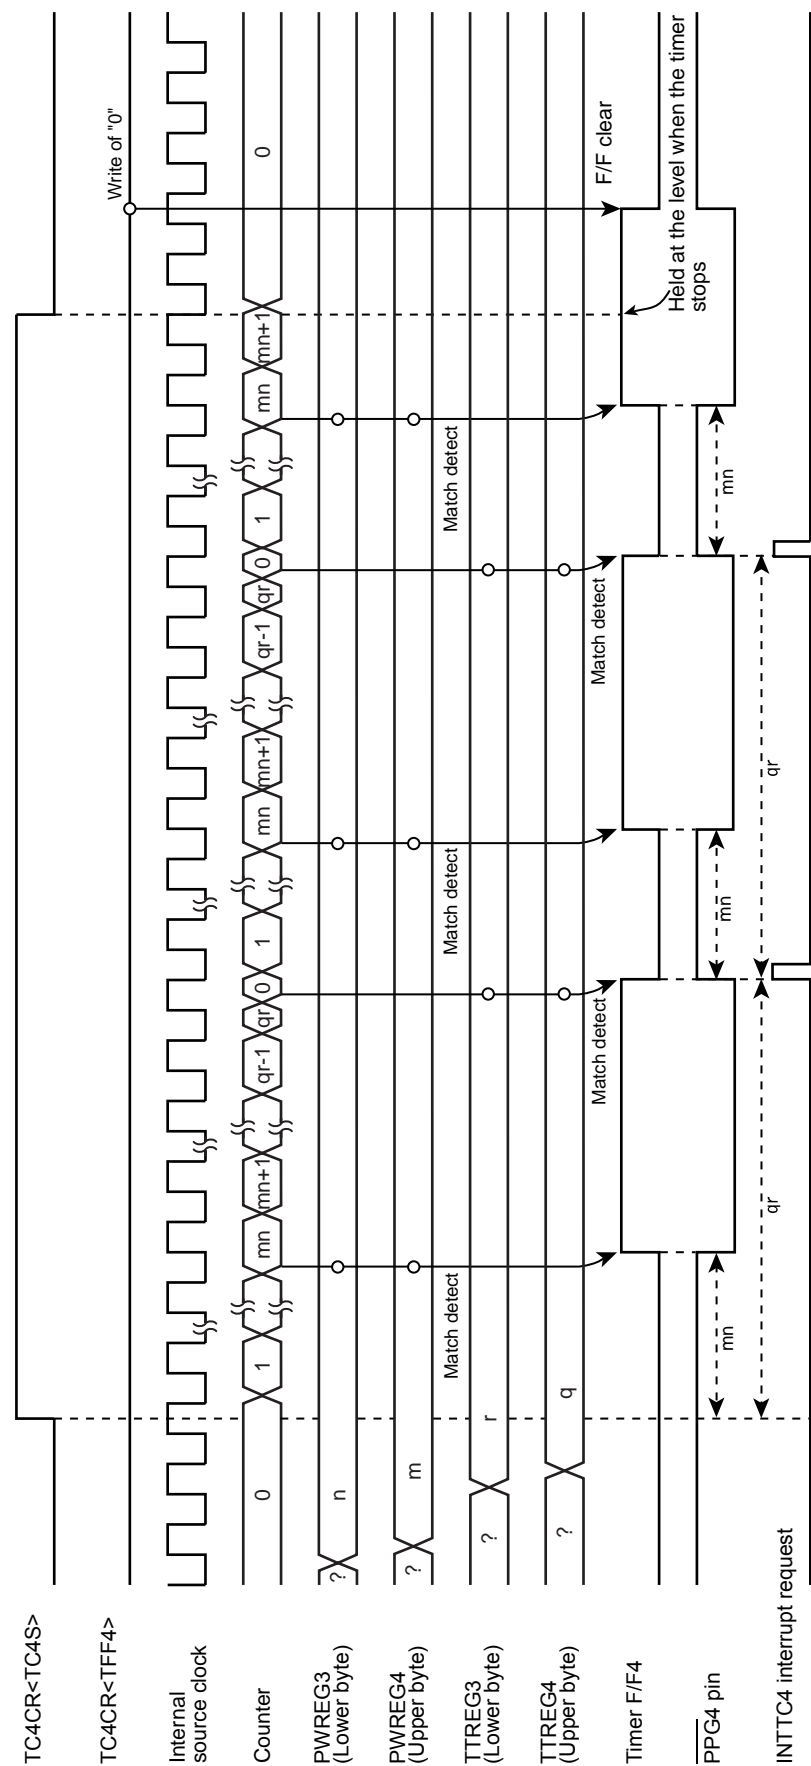 TC4CR<TC4S>
TC4CR<TFF4>
Write of "0"
Internal
source clock
Counter
0
1
mn
mn+1
qr-1
qr
0
1
mn
mn+1
qr-1
qr
0
1
mn
mn+1
0
PWREG3
(Lower byte)
?
n
PWREG4
(Upper byte)
?
m
Match detect
Match detect
Match detect
TTREG3
(Lower byte)
?
r
TTREG4
(Upper byte)
?
q
Match detect
Match detect
F/F clear
Timer F/F4
Held at the level when the timer
stops
PPG4 pin
mn
mn
mn
qr
qr
INTTC4 interrupt request